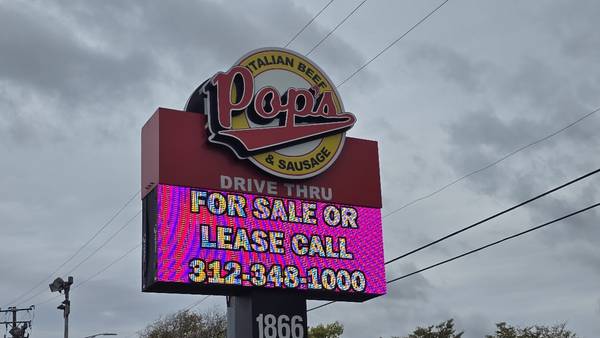 ITALIAN BEEF
Pop's
& SAUSAGE
DRIVE THRU
FOR SALE OR
LEASE CALL
312-348-1000
1866